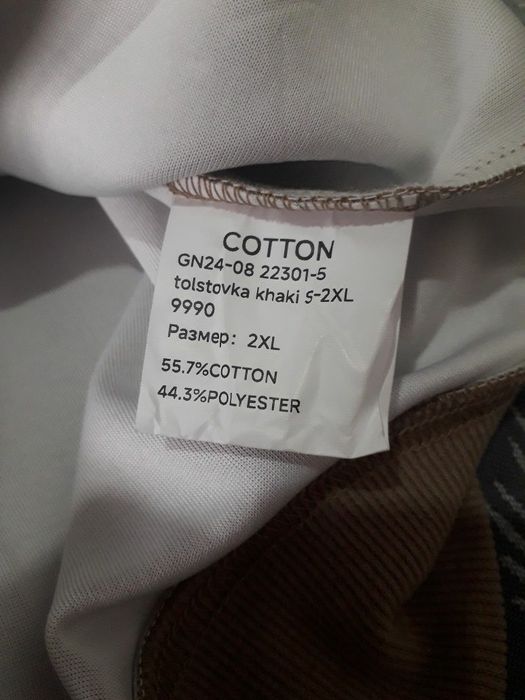 COTTON
GN24-08 22301-5
tolstovka khaki S-2XL
9990
Размер: 2XL
55.7%COTTON
44.3%POLYESTER